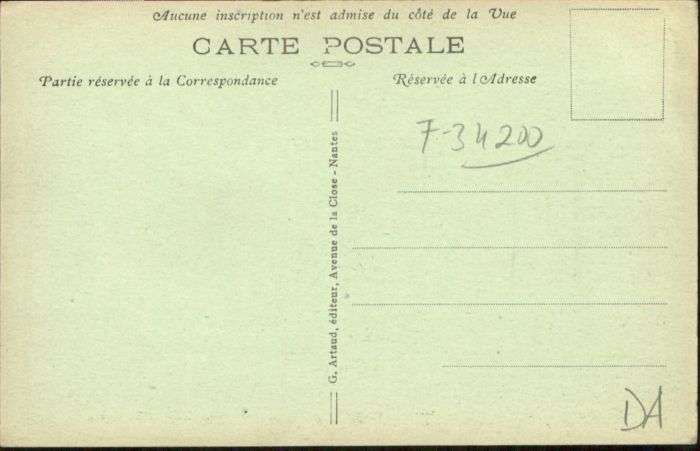 Aucune inscription n'est admise du côté de la Vue
CARTE POSTALE
Partie réservée à la Correspondance
Réservée à l'Adresse
F-34200
G. Artaud, éditeur, Avenue de la Close - Nantes
DA